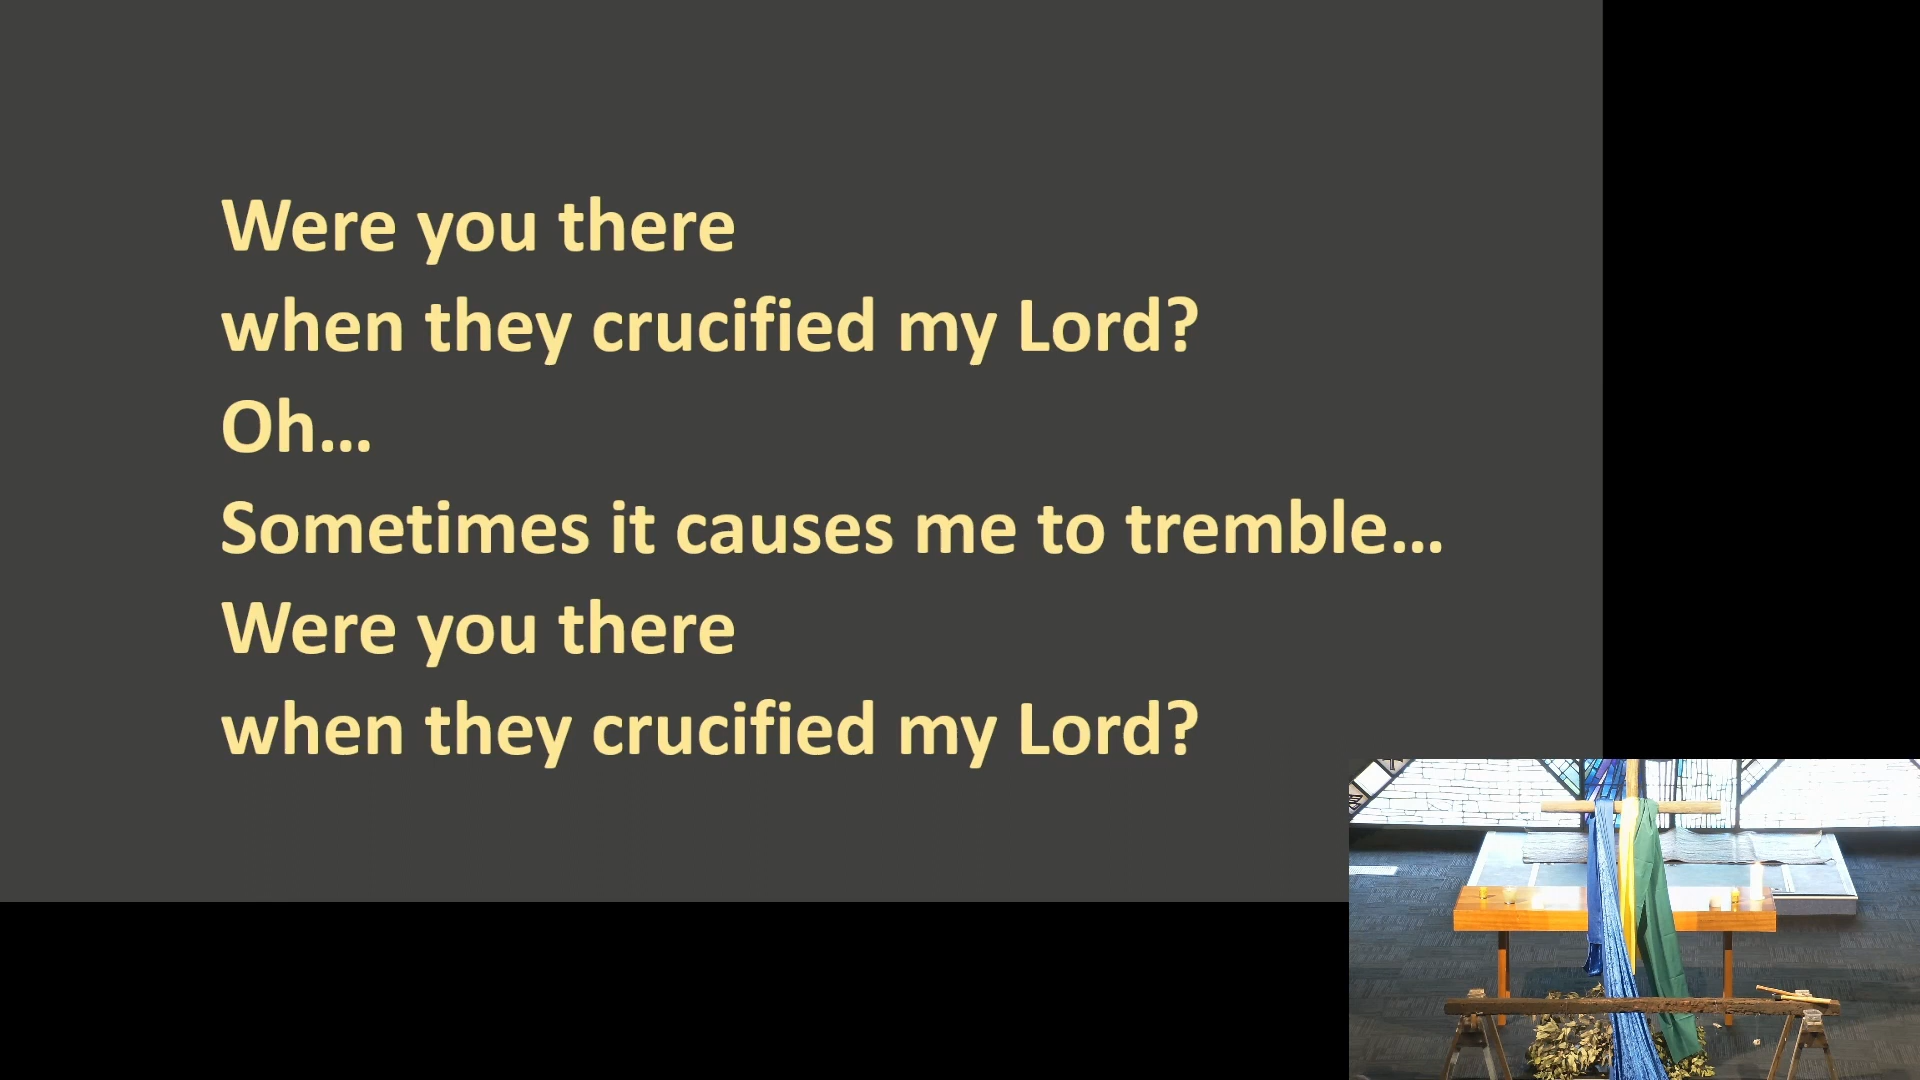 Were you there
when they crucified my Lord?
Oh...
Sometimes it causes me to tremble...
Were you there
when they crucified my Lord?